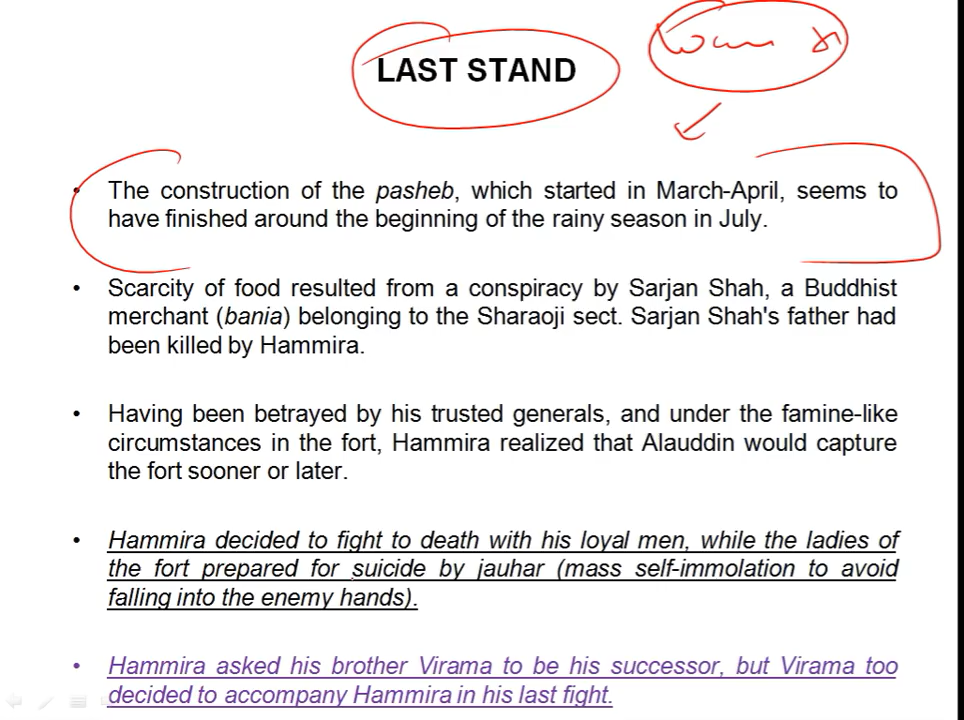 LAST STAND
• The construction of the pasheb, which started in March-April, seems to
have finished around the beginning of the rainy season in July.
• Scarcity of food resulted from a conspiracy by Sarjan Shah, a Buddhist
merchant (bania) belonging to the Sharaoji sect. Sarjan Shah's father had
been killed by Hammira.
• Having been betrayed by his trusted generals, and under the famine-like
circumstances in the fort, Hammira realized that Alauddin would capture
the fort sooner or later.
• Hammira decided to fight to death with his loyal men, while the ladies of
the fort prepared for suicide by jauhar (mass self-immolation to avoid
falling into the enemy hands).
• Hammira asked his brother Virama to be his successor, but Virama too
decided to accompany Hammira in his last fight.